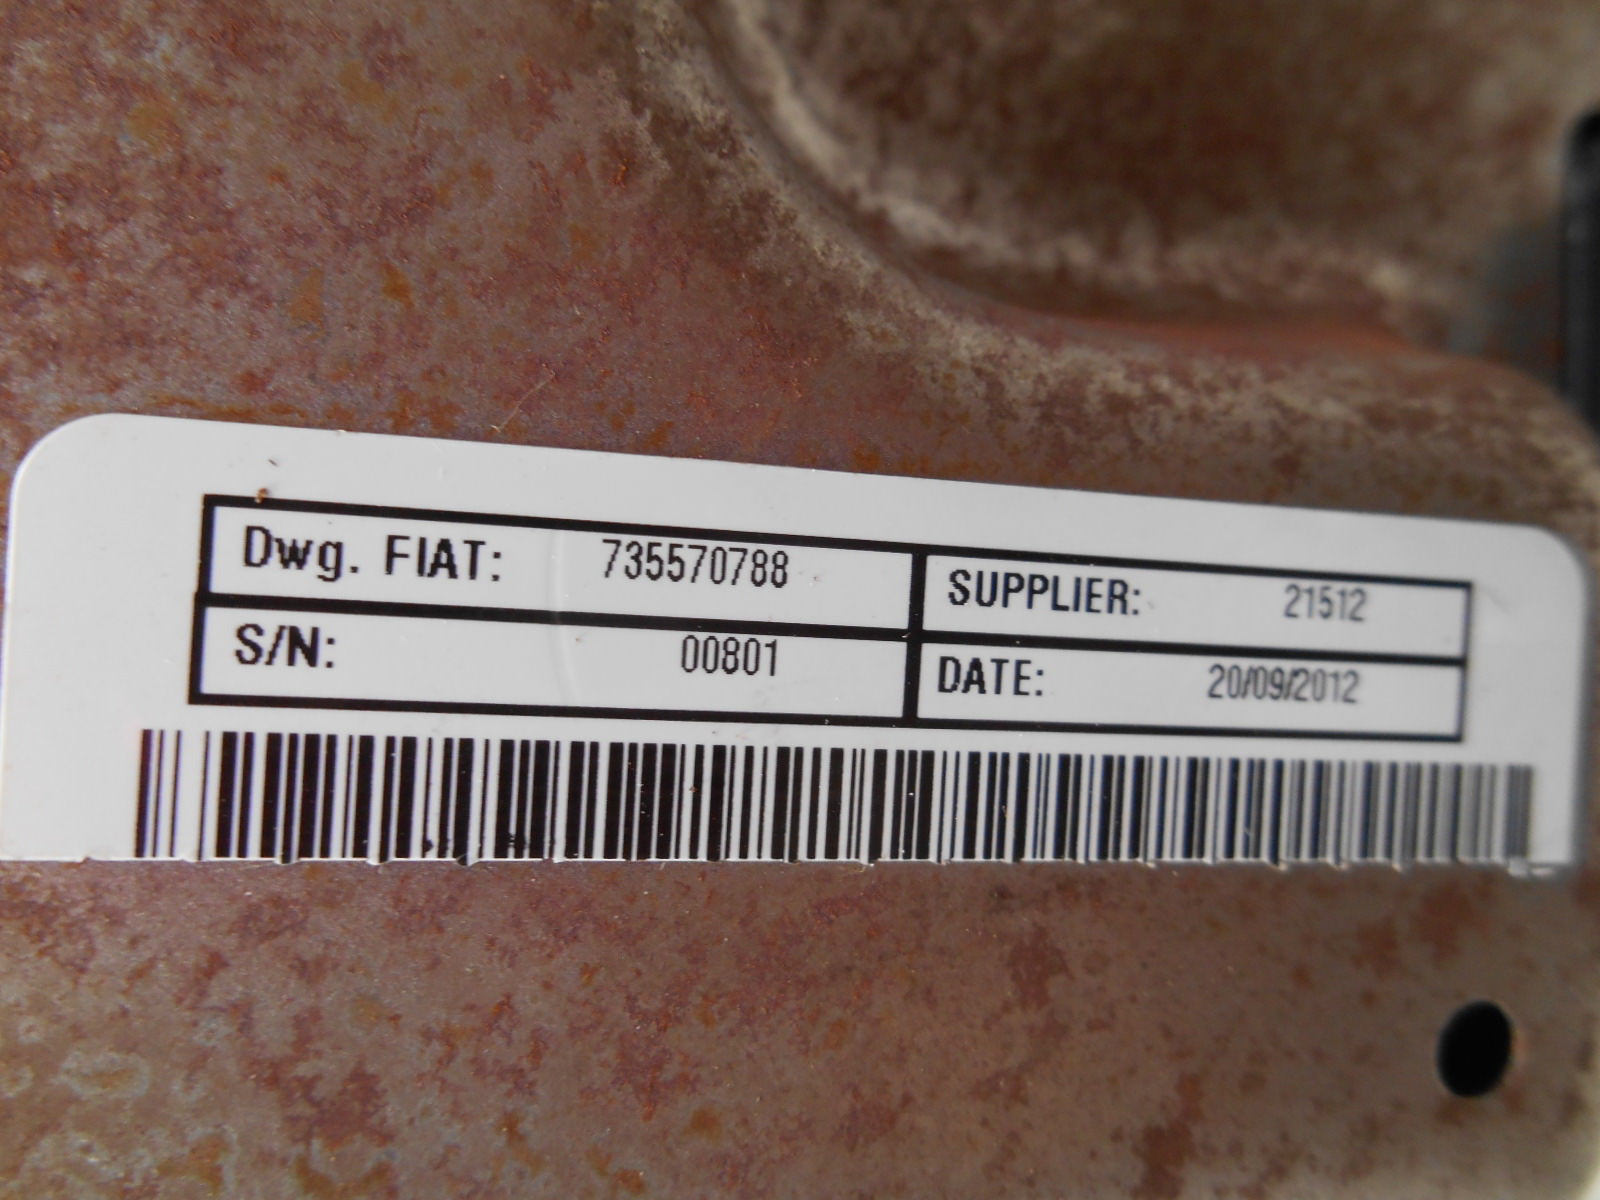 Dwg. FIAT: 735570788 SUPPLIER: 21512
S/N: 00801 DATE: 20/09/2012